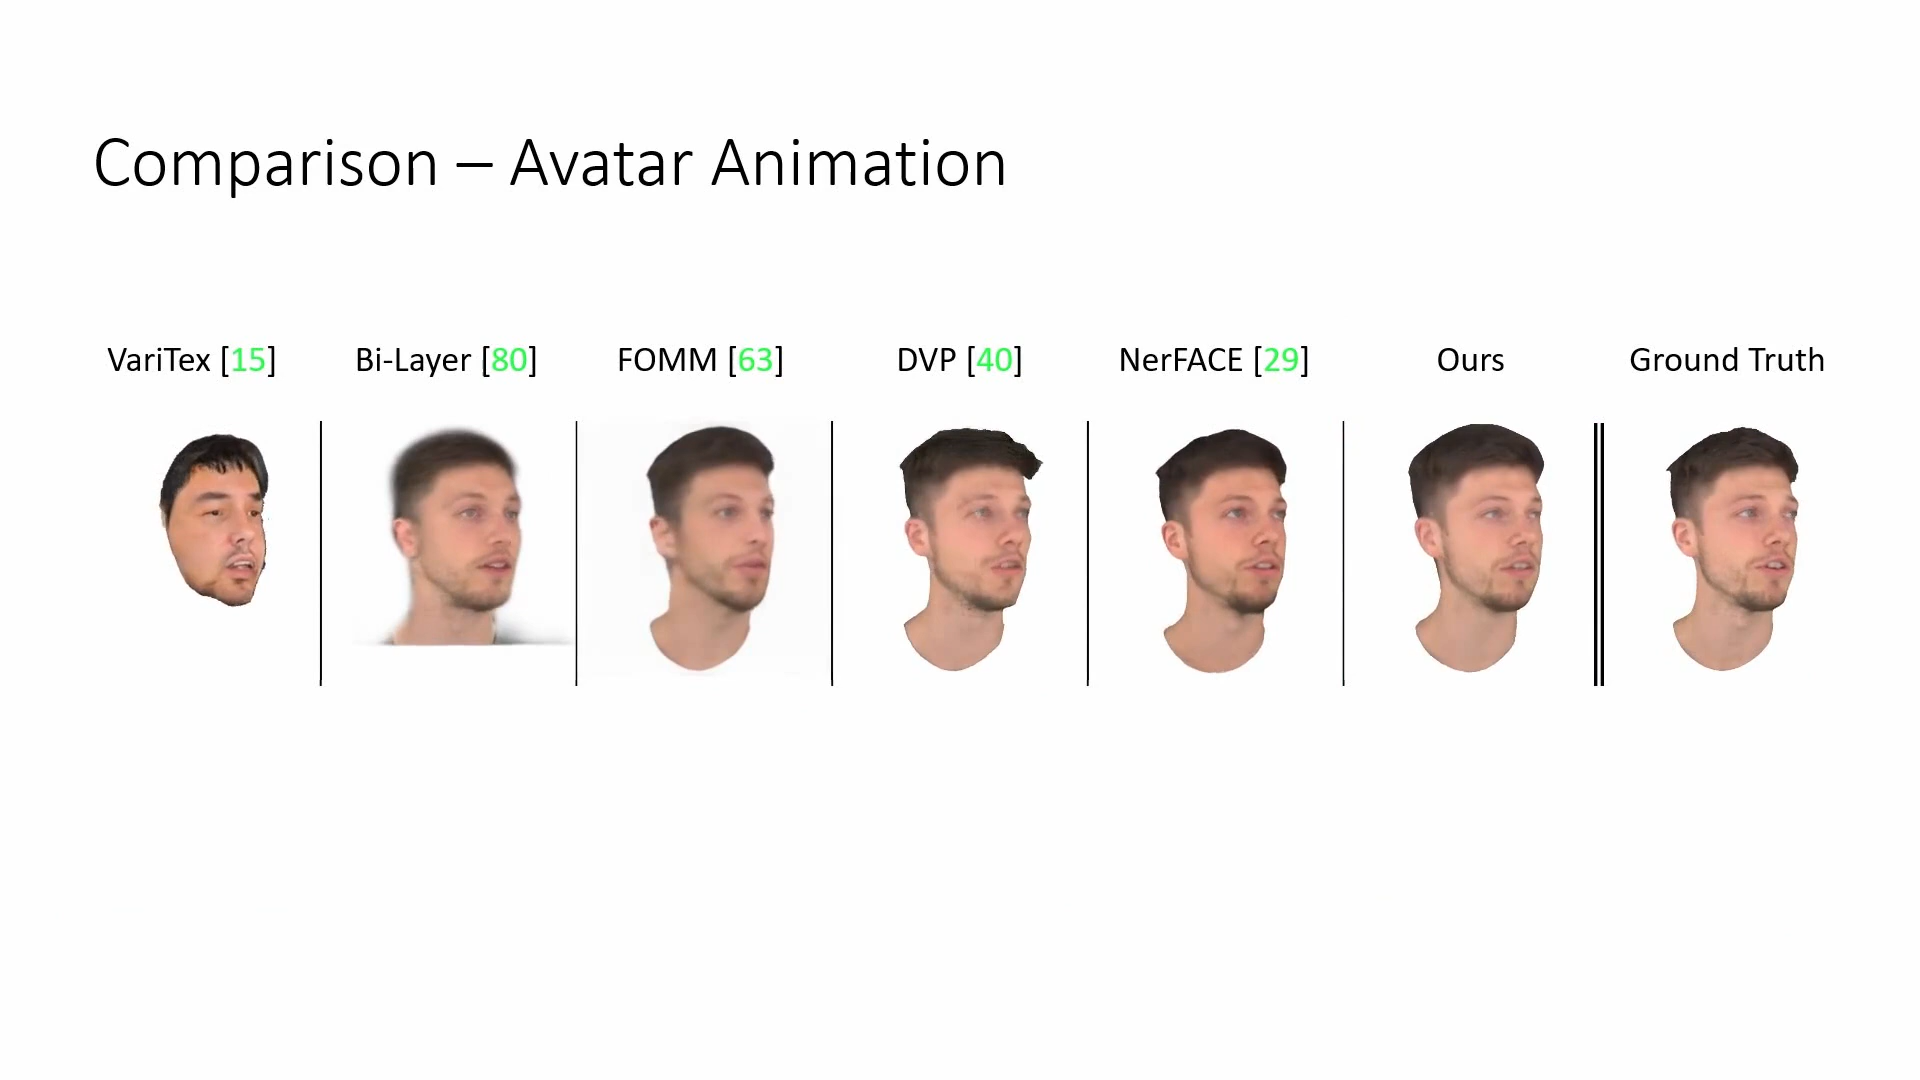 Comparison – Avatar Animation
VariTex [15] Bi-Layer [80] FOMM [63] DVP [40] NerFACE [29] Ours Ground Truth